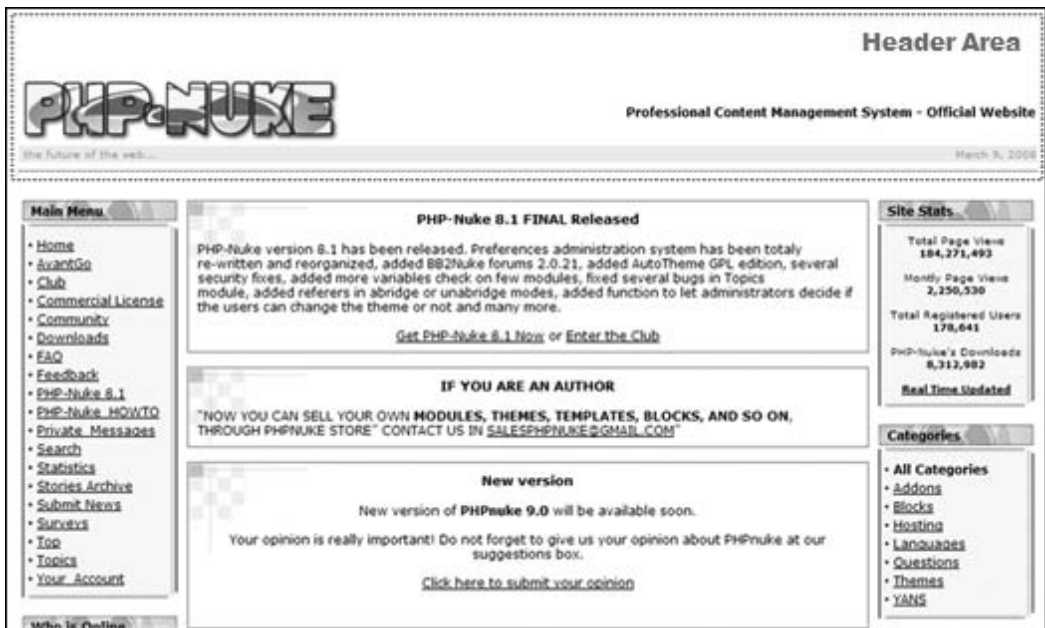 Header Area
PHP-NUKE
Professional Content Management System - Official Website
the future of the web...
March 9, 2008
Main Menu
• Home
• AvantGo
• Club
• Commercial License
• Community
• Downloads
• FAQ
• Feedback
• PHP-Nuke 8.1
• PHP-Nuke HOWTO
• Private Messages
• Search
• Statistics
• Stories Archive
• Submit News
• Surveys
• Top
• Topics
• Your Account
Who is Online
PHP-Nuke 8.1 FINAL Released
PHP-Nuke version 8.1 has been released. Preferences administration system has been totaly
re-written and reorganized, added BB2Nuke forums 2.0.21, added AutoTheme GPL edition, several
security fixes, added more variables check on few modules, fixed several bugs in Topics
module, added referers in abridge or unabridge modes, added function to let administrators decide if
the users can change the theme or not and many more.
Get PHP-Nuke 8.1 Now or Enter the Club
IF YOU ARE AN AUTHOR
"NOW YOU CAN SELL YOUR OWN MODULES, THEMES, TEMPLATES, BLOCKS, AND SO ON,
THROUGH PHPNUKE STORE" CONTACT US IN SALESPHPNUKE@GMAIL.COM"
New version
New version of PHPnuke 9.0 will be available soon.
Your opinion is really important! Do not forget to give us your opinion about PHPnuke at our
suggestions box.
Click here to submit your opinion
Site Stats
Total Page Views
184,271,493
Montly Page Views
2,250,530
Total Registered Users
178,641
PHP-Nuke's Downloads
8,312,982
Real Time Updated
Categories
• All Categories
• Addons
• Blocks
• Hosting
• Languages
• Questions
• Themes
• YANS